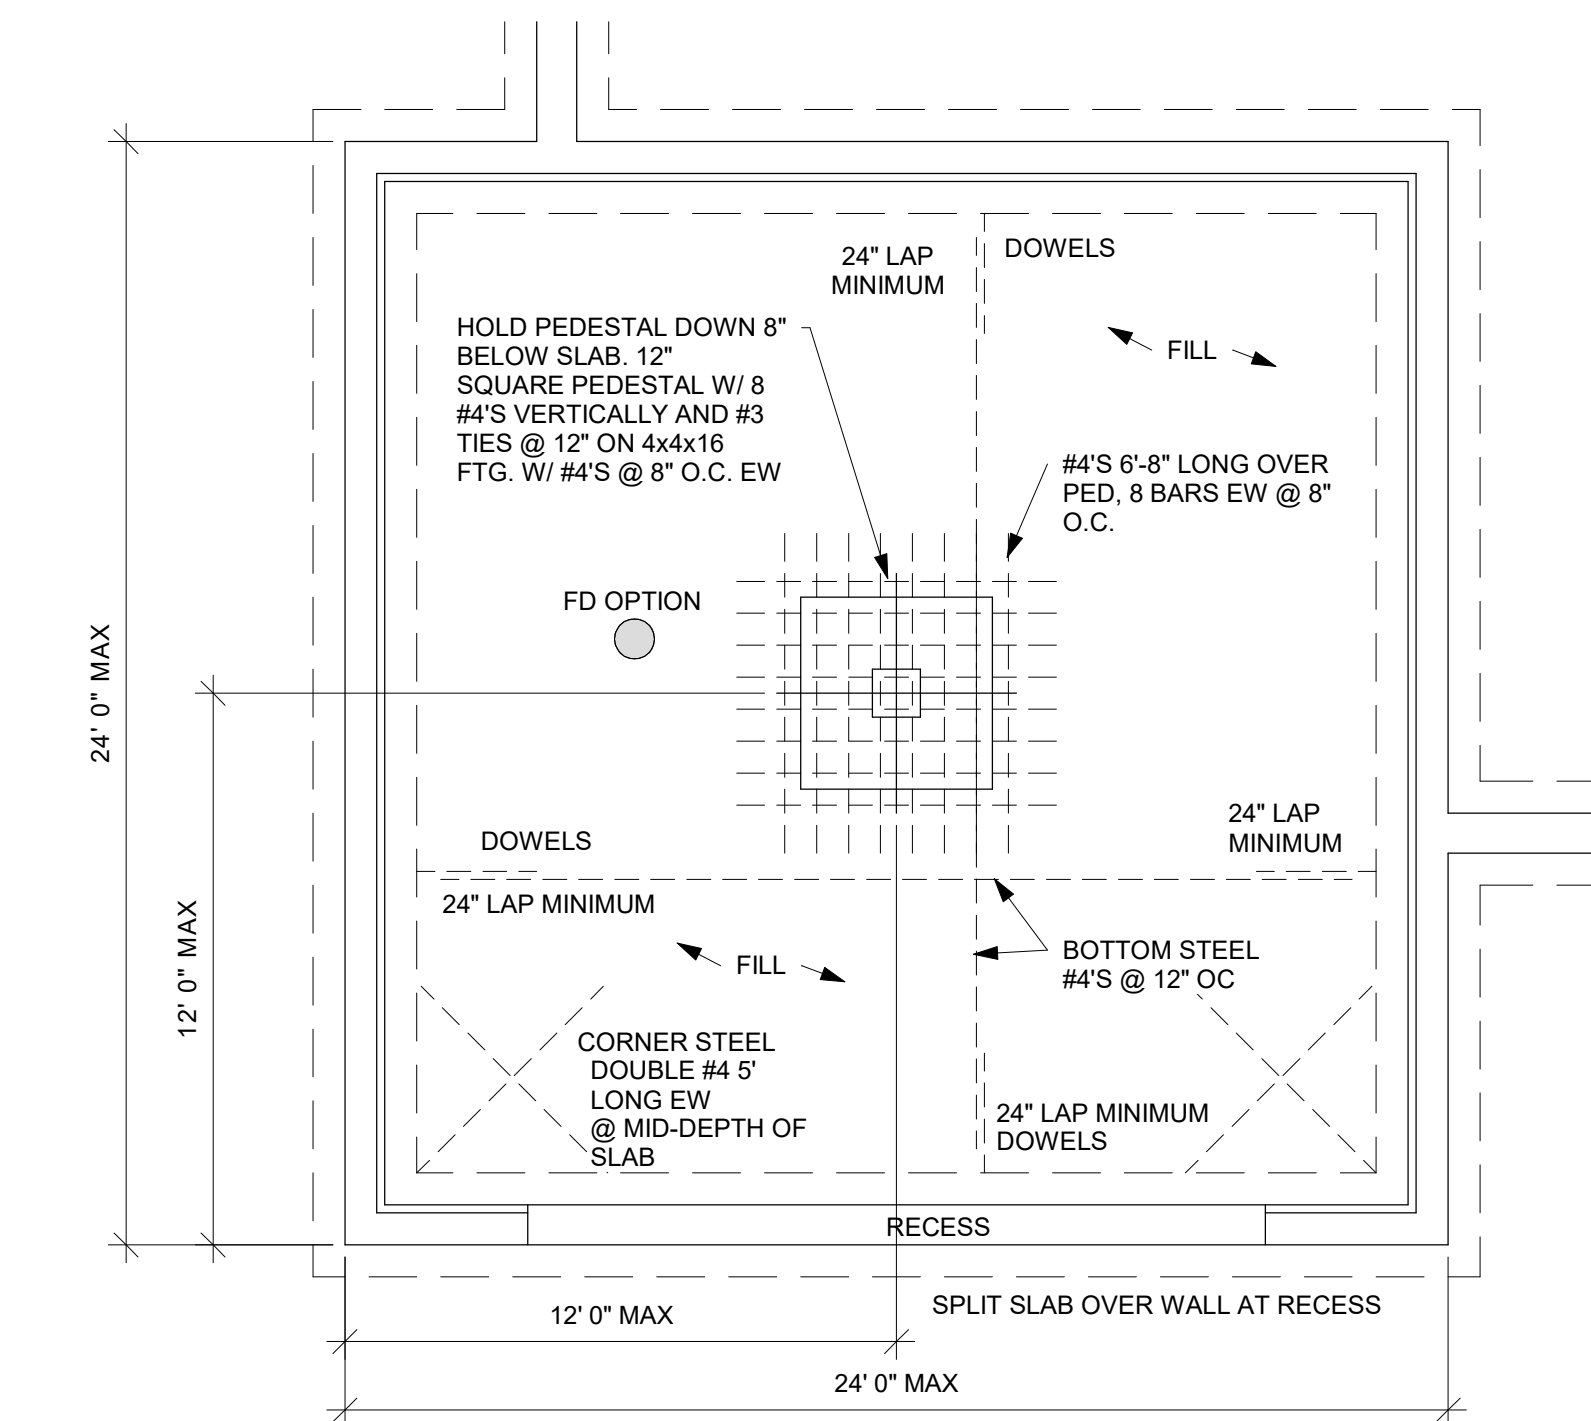 24" LAP
MINIMUM
DOWELS
HOLD PEDESTAL DOWN 8"
BELOW SLAB. 12"
SQUARE PEDESTAL W/ 8
#4'S VERTICALLY AND #3
TIES @ 12" ON 4x4x16
FTG. W/ #4'S @ 8" O.C. EW
FILL
#4'S 6'-8" LONG OVER
PED, 8 BARS EW @ 8"
O.C.
FD OPTION
24' 0" MAX
12' 0" MAX
DOWELS
24" LAP MINIMUM
24" LAP
MINIMUM
FILL
BOTTOM STEEL
#4'S @ 12" OC
CORNER STEEL
DOUBLE #4 5'
LONG EW
@ MID-DEPTH OF
SLAB
24" LAP MINIMUM
DOWELS
RECESS
SPLIT SLAB OVER WALL AT RECESS
12' 0" MAX
24' 0" MAX